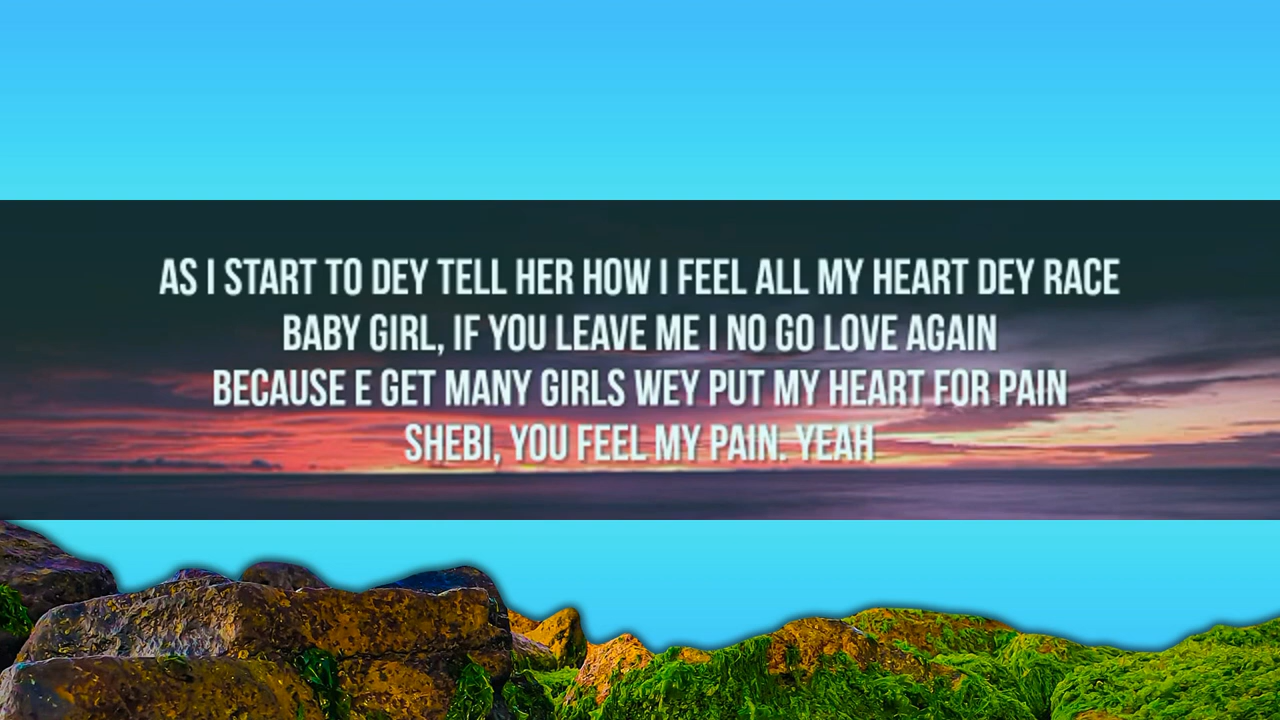 AS I START TO DEY TELL HER HOW I FEEL ALL MY HEART DEY RACE
BABY GIRL, IF YOU LEAVE ME I NO GO LOVE AGAIN
BECAUSE E GET MANY GIRLS WEY PUT MY HEART FOR PAIN
SHEBI, YOU FEEL MY PAIN. YEAH